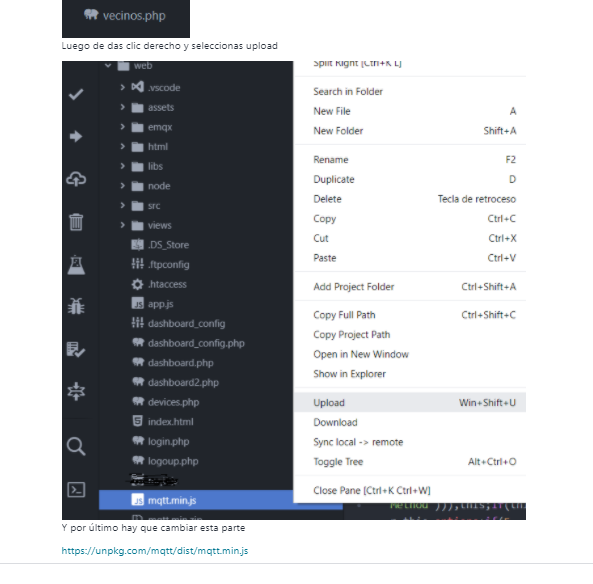 vecinos.php
Luego de das clic derecho y seleccionas upload
web
Split Right [Ctrl+K L]
.vscode
Search in Folder
assets
New File A
emqx
New Folder Shift+A
html
libs
Rename F2
node
Duplicate D
src
Delete Tecla de retroceso
views
Copy Ctrl+C
.DS_Store
Cut Ctrl+X
.ftpconfig
Paste Ctrl+V
.htaccess
Add Project Folder Ctrl+Shift+A
JS app.js
dashboard_config
Copy Full Path Ctrl+Shift+C
dashboard_config.php
Copy Project Path
dashboard.php
Open in New Window
dashboard2.php
Show in Explorer
devices.php
Upload Win+Shift+U
index.html
Download
login.php
Sync local -> remote
logoup.php
Toggle Tree Alt+Ctrl+O
Close Pane [Ctrl+K Ctrl+W]
JS mqtt.min.js
mqtt.min.zip
Y por último hay que cambiar esta parte
https://unpkg.com/mqtt/dist/mqtt.min.js